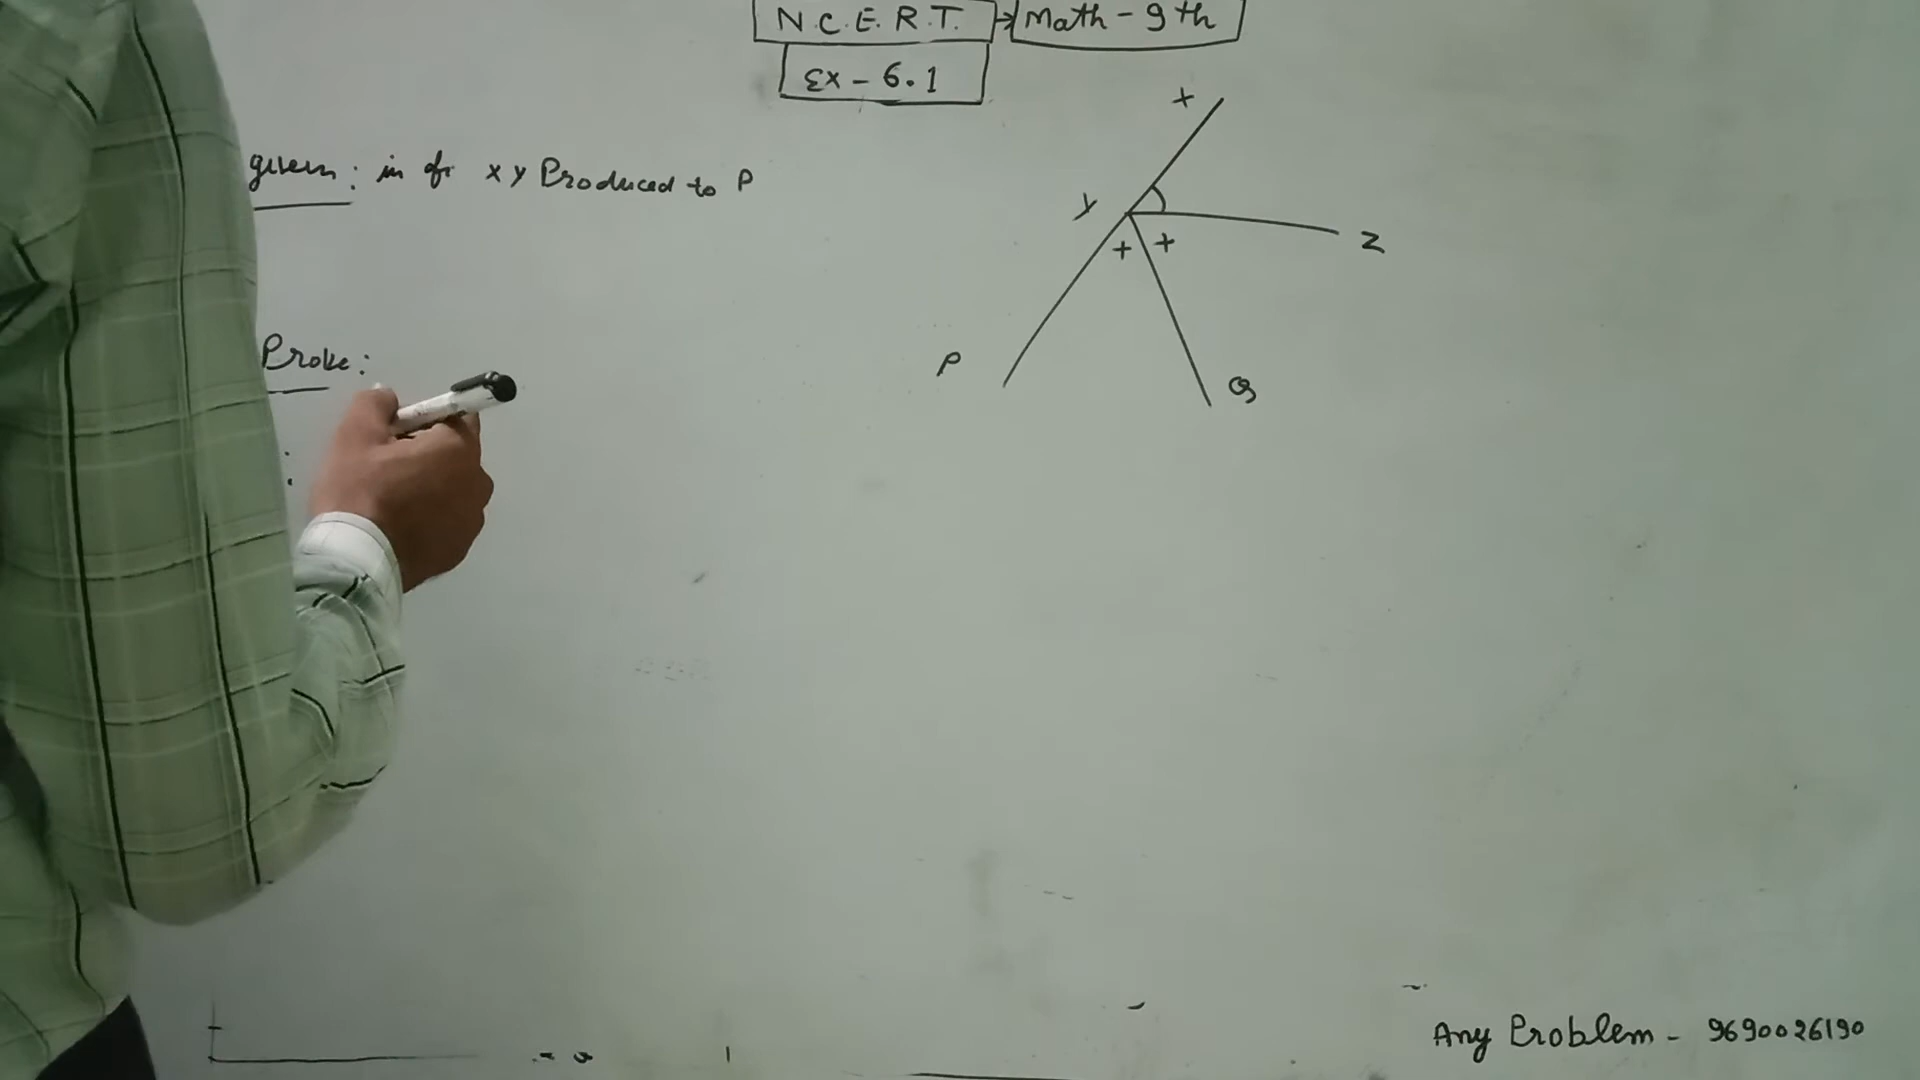 N.C.E.R.T. → Math - 9th
Ex - 6.1
given: in of xy Produced to P
Prove:
:
x
y
z
+ +
P
Q
Any Problem - 9690026190